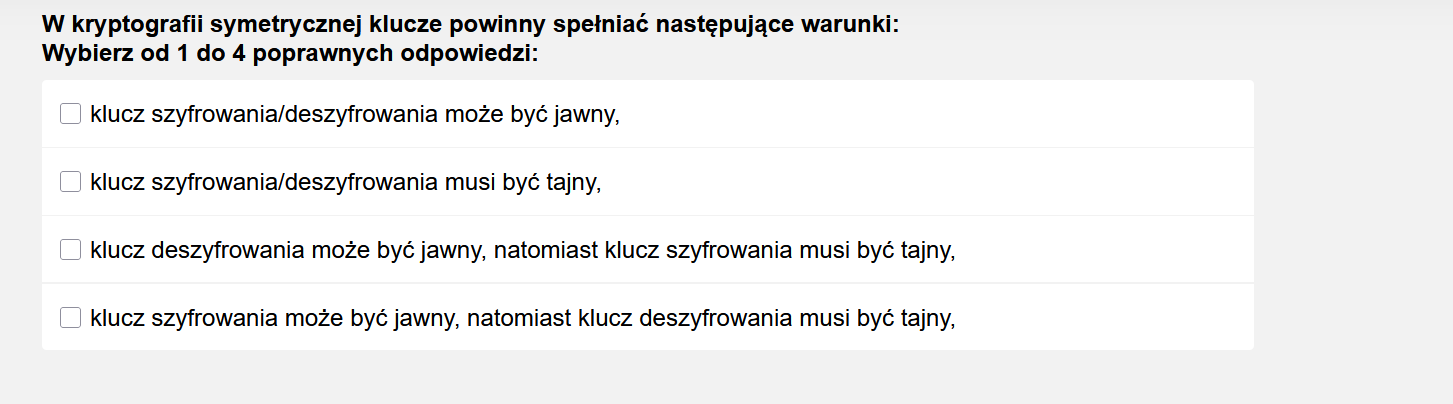 W kryptografii symetrycznej klucze powinny spełniać następujące warunki:
Wybierz od 1 do 4 poprawnych odpowiedzi:
klucz szyfrowania/deszyfrowania może być jawny,
klucz szyfrowania/deszyfrowania musi być tajny,
klucz deszyfrowania może być jawny, natomiast klucz szyfrowania musi być tajny,
klucz szyfrowania może być jawny, natomiast klucz deszyfrowania musi być tajny,